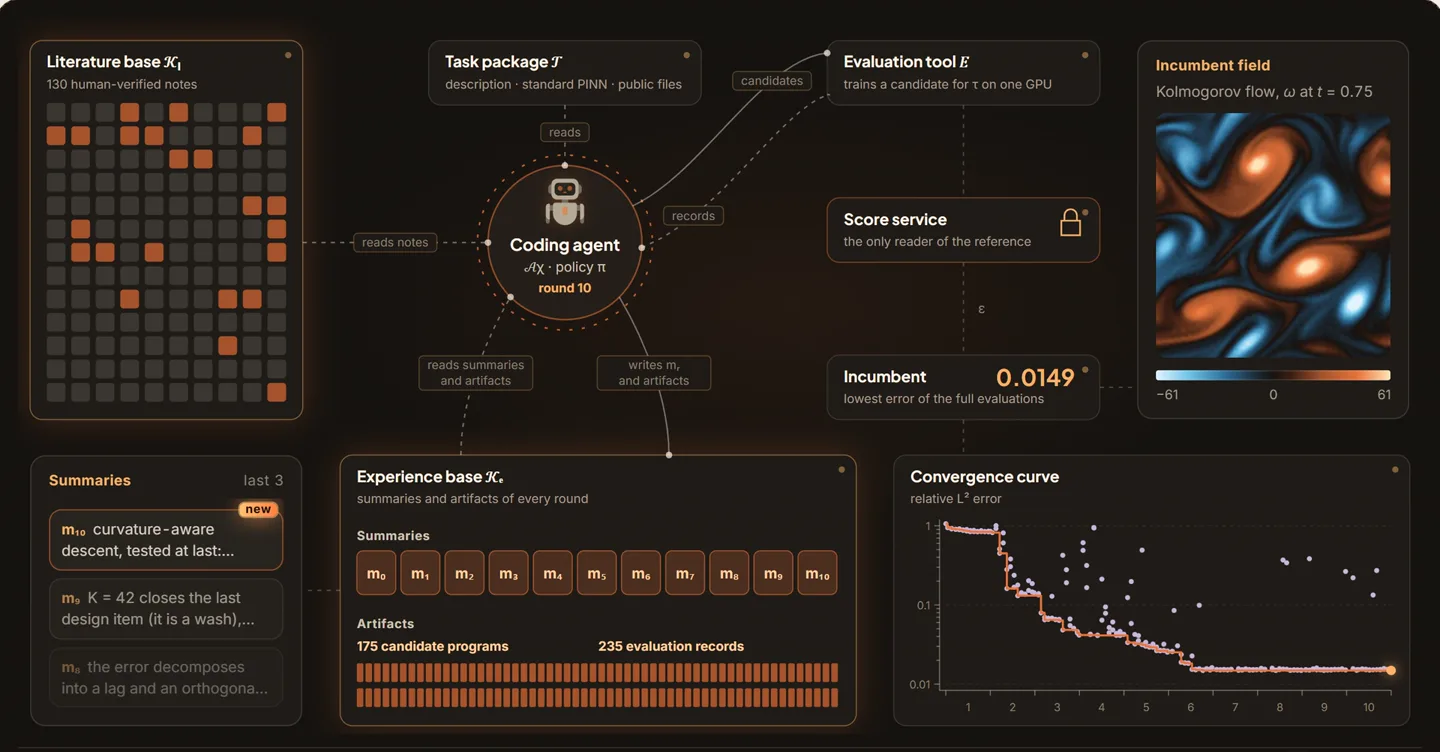 Literature base 𝒦ₗ
130 human-verified notes
Task package 𝒯
description · standard PINN · public files
reads
candidates
Evaluation tool E
trains a candidate for τ on one GPU
Incumbent field
Kolmogorov flow, ω at t = 0.75
−61
0
61
reads notes
records
Coding agent
𝒜χ · policy π
round 10
Score service
the only reader of the reference
ε
reads summaries
and artifacts
writes mᵣ
and artifacts
Incumbent
0.0149
lowest error of the full evaluations
Summaries
last 3
new
m₁₀ curvature-aware
descent, tested at last:...
m₉ K = 42 closes the last
design item (it is a wash),...
m₈ the error decomposes
into a lag and an orthogona...
Experience base 𝒦ₑ
summaries and artifacts of every round
Summaries
m₀ m₁ m₂ m₃ m₄ m₅ m₆ m₇ m₈ m₉ m₁₀
Artifacts
175 candidate programs
235 evaluation records
Convergence curve
relative L² error
1
0.1
0.01
1 2 3 4 5 6 7 8 9 10